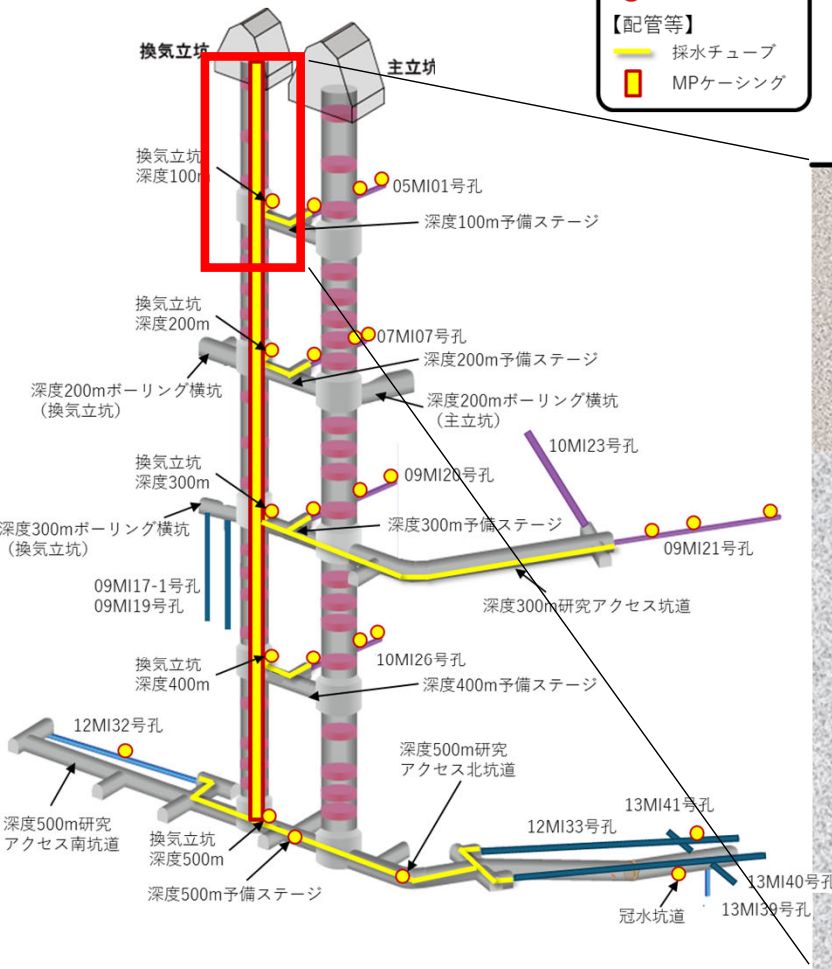 【配管等】
採水チューブ
MPケーシング
換気立坑
主立坑
換気立坑
深度100m
05MI01号孔
深度100m予備ステージ
換気立坑
深度200m
07MI07号孔
深度200m予備ステージ
深度200mボーリング横坑
（換気立坑）
深度200mボーリング横坑
（主立坑）
10MI23号孔
換気立坑
深度300m
09MI20号孔
深度300mボーリング横坑
（換気立坑）
深度300m予備ステージ
09MI21号孔
09MI17-1号孔
09MI19号孔
深度300m研究アクセス坑道
換気立坑
深度400m
10MI26号孔
深度400m予備ステージ
12MI32号孔
深度500m研究
アクセス北坑道
深度500m研究
アクセス南坑道
換気立坑
深度500m
12MI33号孔
13MI41号孔
深度500m予備ステージ
13MI40号孔
冠水坑道
13MI39号孔